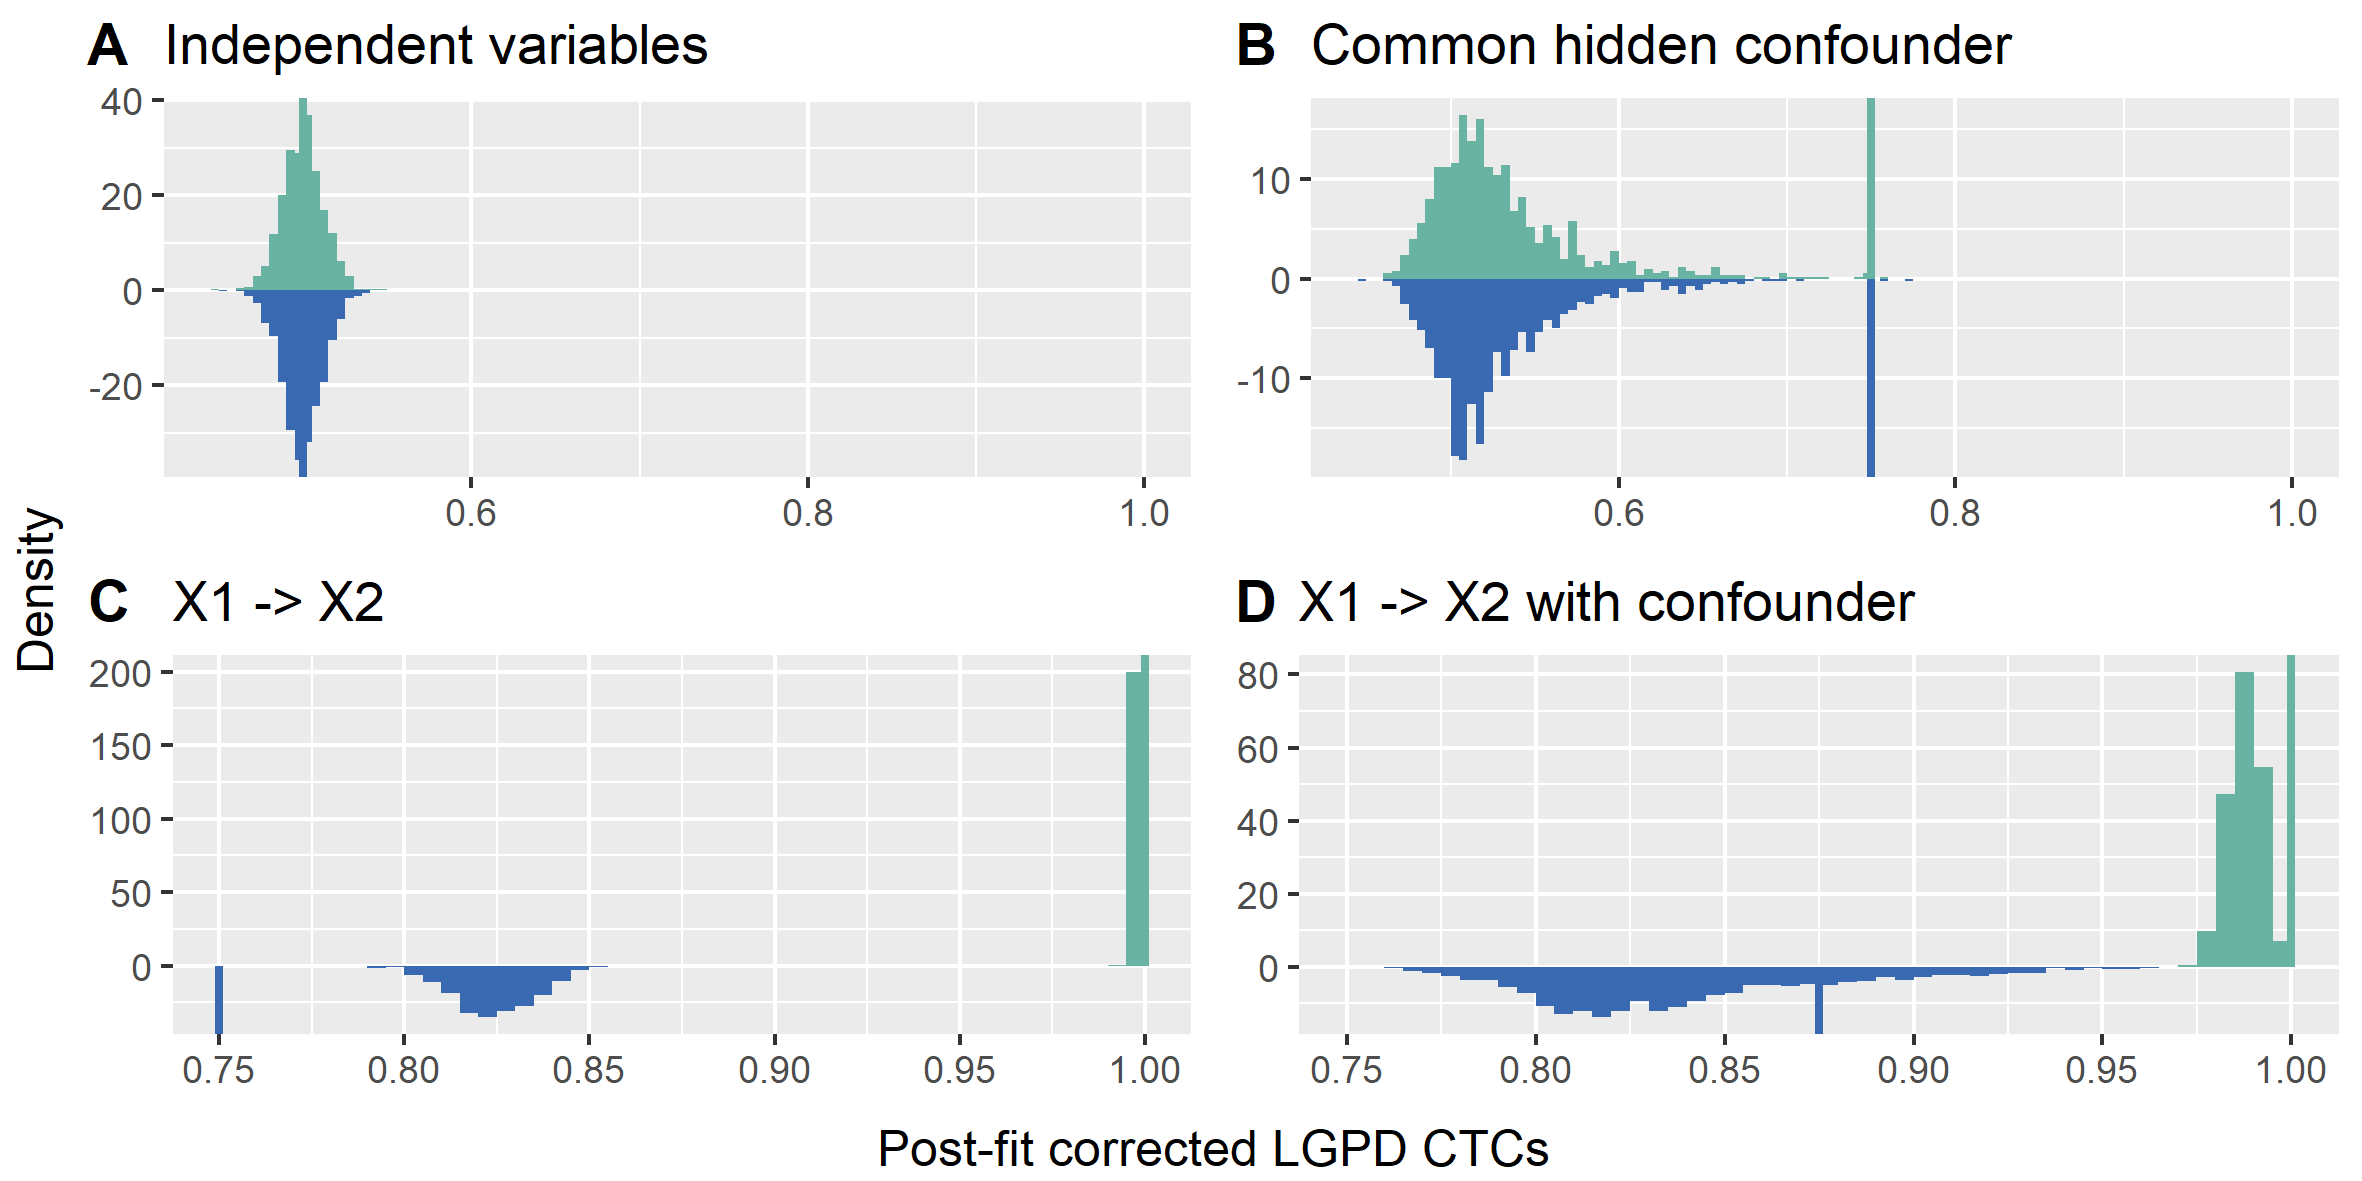 A Independent variables
40
20
0
-20
0.6 0.8 1.0
B Common hidden confounder
10
0
-10
0.6 0.8 1.0
Density
C X1 -> X2
200
150
100
50
0
0.75 0.80 0.85 0.90 0.95 1.00
D X1 -> X2 with confounder
80
60
40
20
0
0.75 0.80 0.85 0.90 0.95 1.00
Post-fit corrected LGPD CTCs